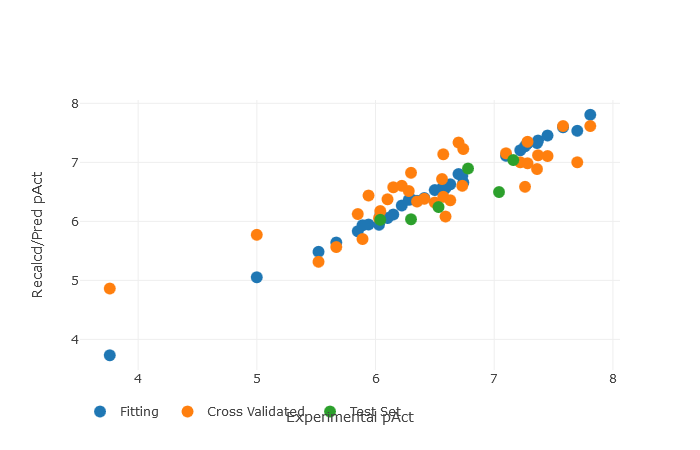 8
7
6
5
4
Recalcd/Pred pAct
4 5 6 7 8
Experimental pAct
Fitting Cross Validated Test Set